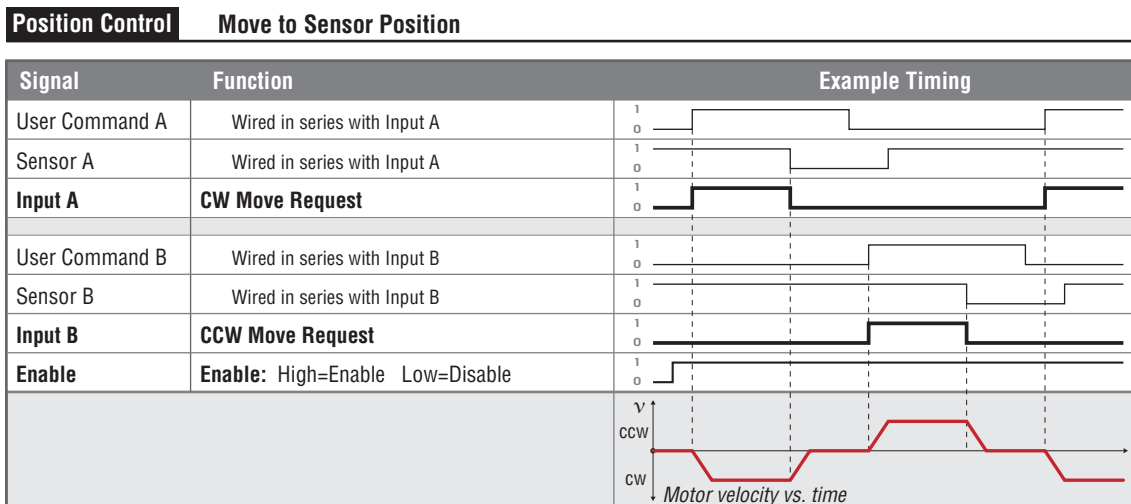 Position Control Move to Sensor Position
Signal Function Example Timing
User Command A Wired in series with Input A 1 0
Sensor A Wired in series with Input A 1 0
Input A CW Move Request 1 0
User Command B Wired in series with Input B 1 0
Sensor B Wired in series with Input B 1 0
Input B CCW Move Request 1 0
Enable Enable: High=Enable Low=Disable 1 0
ν
CCW
CW
Motor velocity vs. time